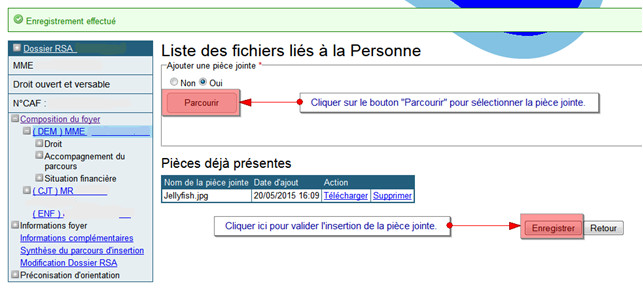 Enregistrement effectué
Dossier RSA
MME
Droit ouvert et versable
N°CAF :
Composition du foyer
( DEM ) MME
Droit
Accompagnement du
parcours
Situation financière
( CJT ) MR
( ENF )
Informations foyer
Informations complémentaires
Synthèse du parcours d'insertion
Modification Dossier RSA
Préconisation d'orientation
Liste des fichiers liés à la Personne
Ajouter une pièce jointe *
Non Oui
Parcourir
Cliquer sur le bouton "Parcourir" pour sélectionner la pièce jointe.
Pièces déjà présentes
Nom de la pièce jointe Date d'ajout Action
Jellyfish.jpg 20/05/2015 16:09 Télécharger Supprimer
Cliquer ici pour valider l'insertion de la pièce jointe.
Enregistrer Retour